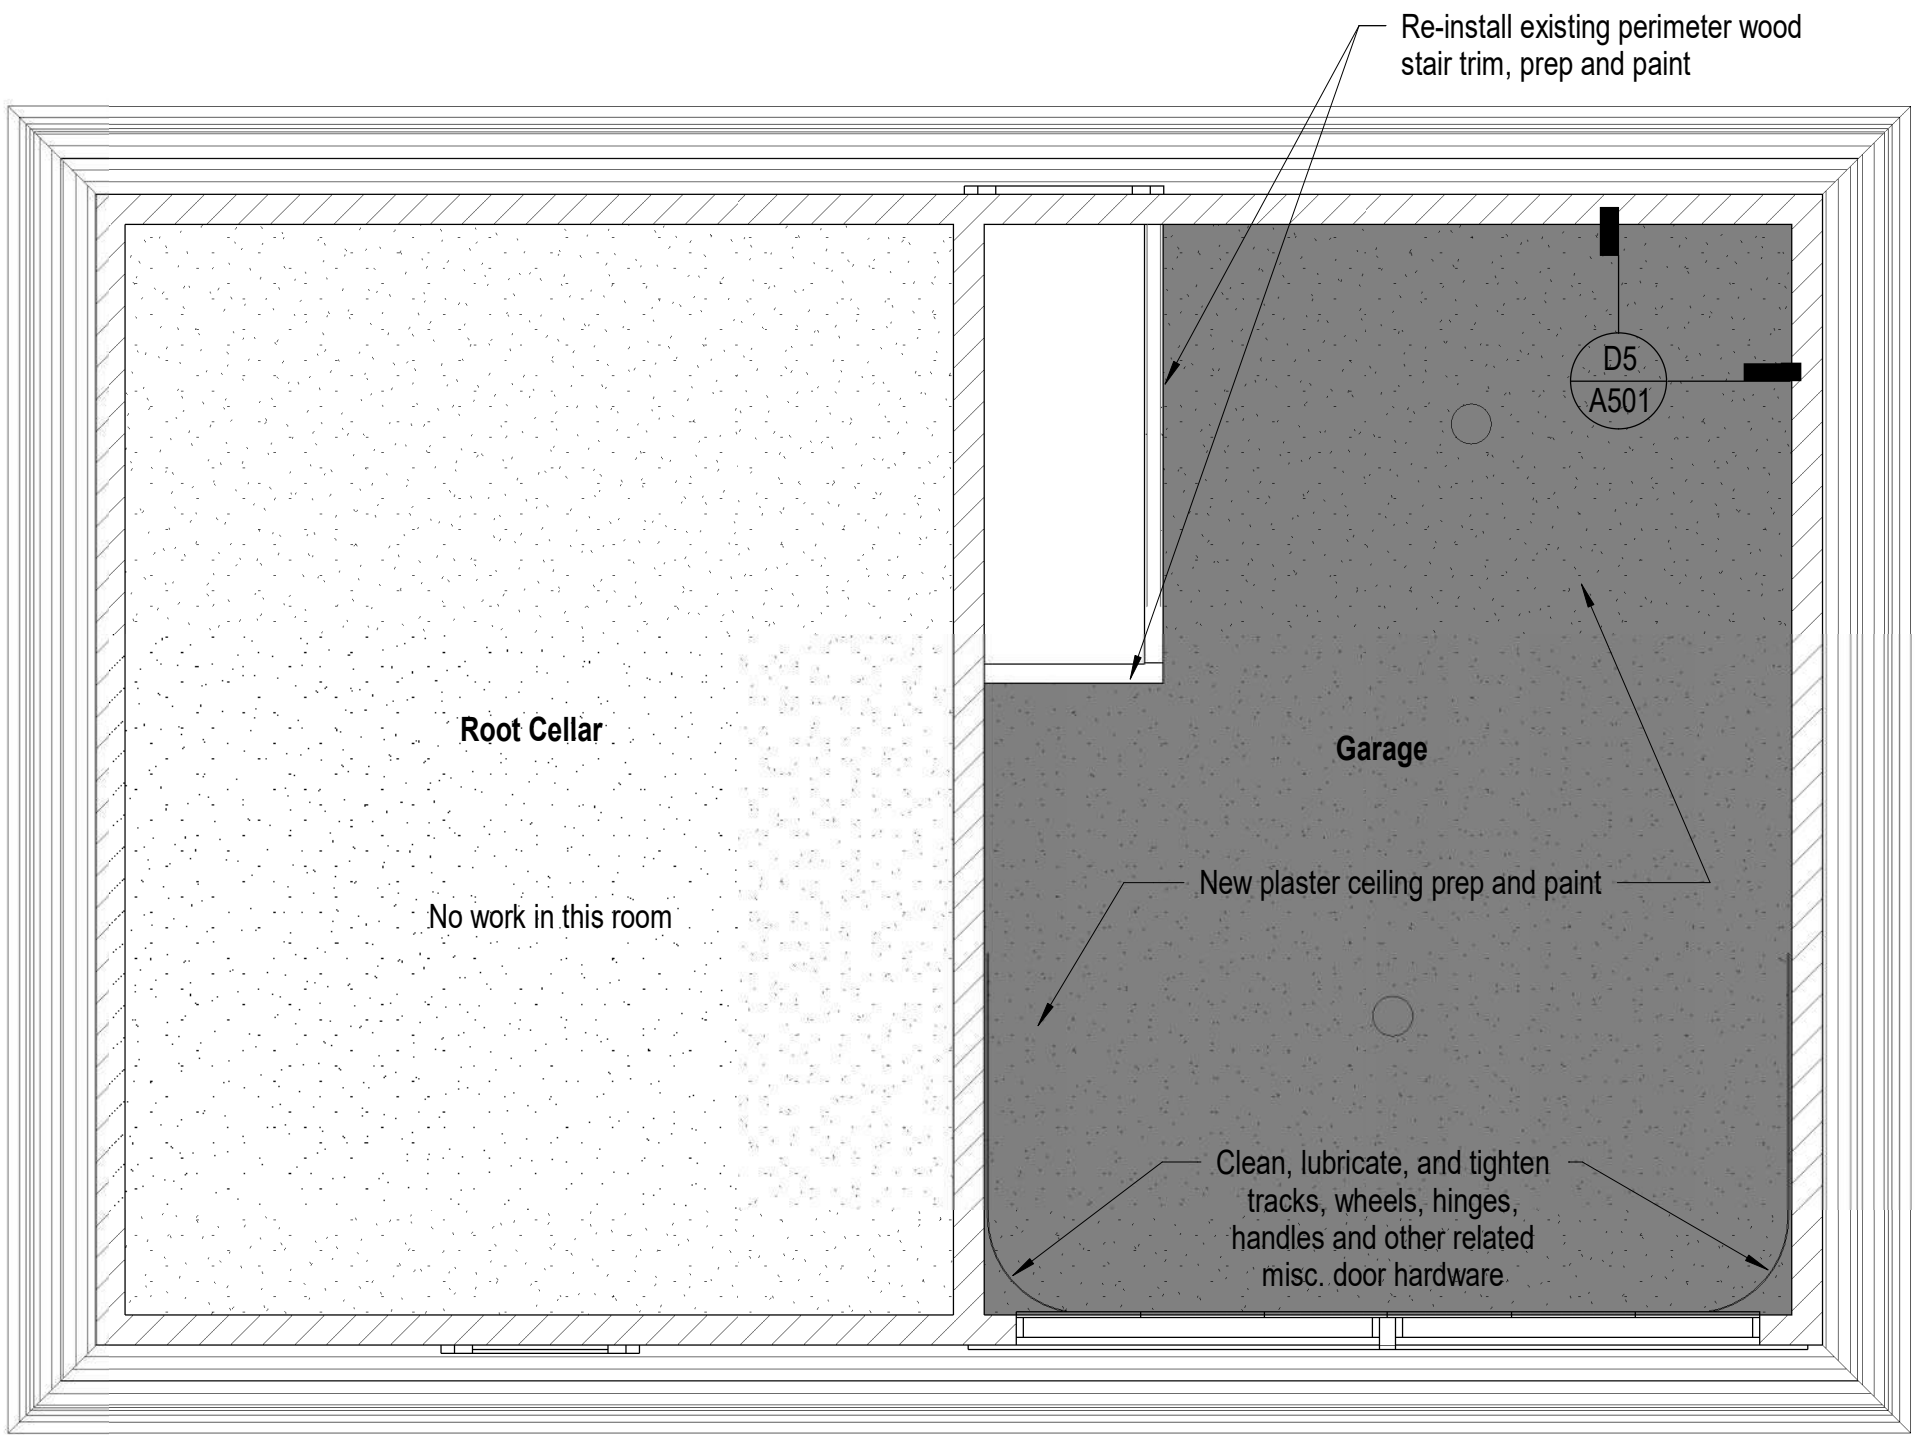 Re-install existing perimeter wood
stair trim, prep and paint
D5
A501
Root Cellar
Garage
New plaster ceiling prep and paint
No work in this room
Clean, lubricate, and tighten
tracks, wheels, hinges,
handles and other related
misc. door hardware